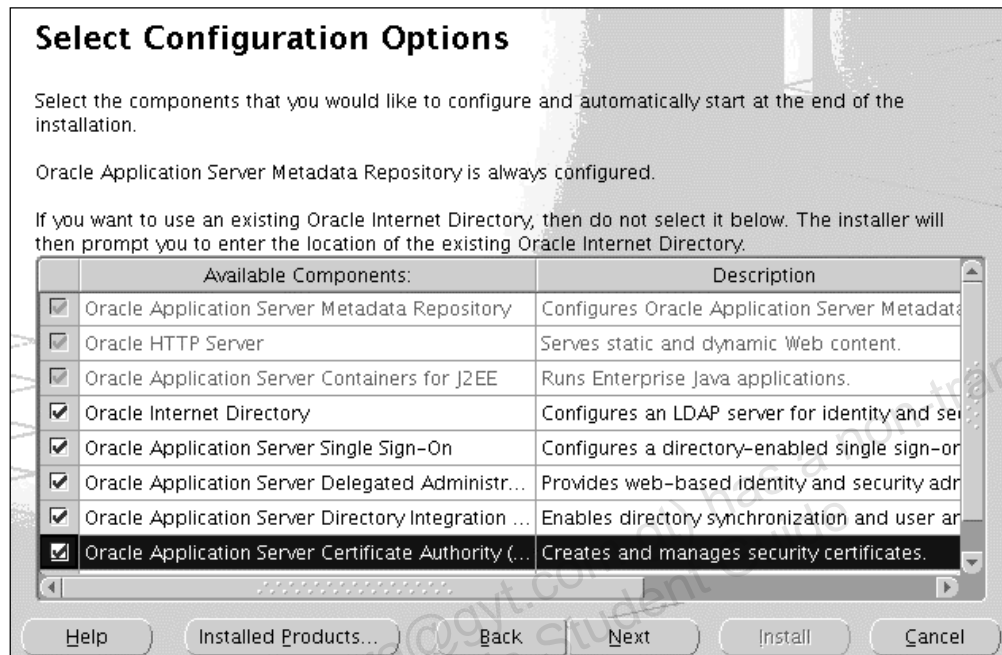 Select Configuration Options
Select the components that you would like to configure and automatically start at the end of the
installation.
Oracle Application Server Metadata Repository is always configured.
If you want to use an existing Oracle Internet Directory, then do not select it below. The installer will
then prompt you to enter the location of the existing Oracle Internet Directory.
Available Components: Description
Oracle Application Server Metadata Repository Configures Oracle Application Server Metadata
Oracle HTTP Server Serves static and dynamic Web content.
Oracle Application Server Containers for J2EE Runs Enterprise Java applications.
Oracle Internet Directory Configures an LDAP server for identity and se
Oracle Application Server Single Sign-On Configures a directory-enabled single sign-on
Oracle Application Server Delegated Administr... Provides web-based identity and security adr
Oracle Application Server Directory Integration ... Enables directory synchronization and user ar
Oracle Application Server Certificate Authority (... Creates and manages security certificates.
Help Installed Products... Back Next Install Cancel
has a non-tran
Student Guide